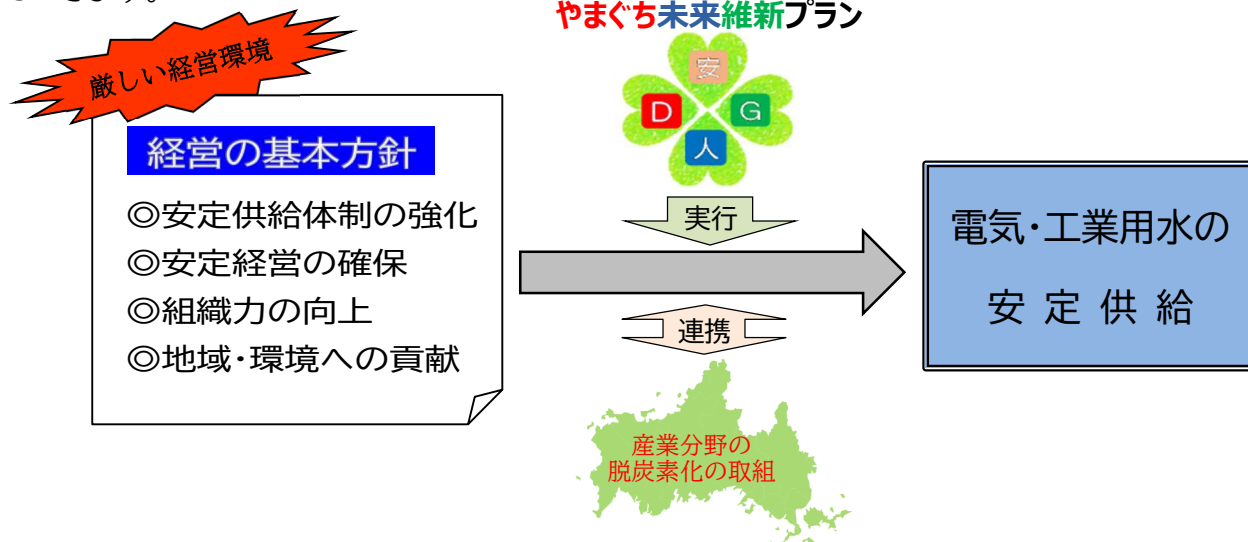 きます。
やまぐち未来維新プラン
厳しい経営環境
安
D
G
人
経営の基本方針
◎安定供給体制の強化
◎安定経営の確保
◎組織力の向上
◎地域・環境への貢献
実行
連携
産業分野の
脱炭素化の取組
電気・工業用水の
安定供給